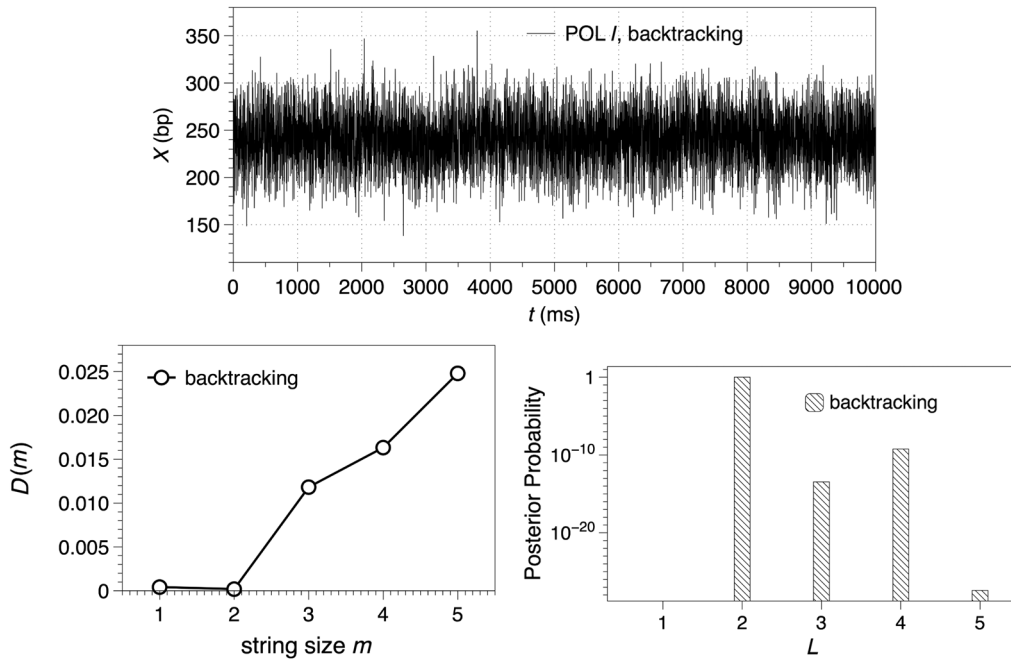 350
300
250
200
150
X (bp)
POL I, backtracking
0 1000 2000 3000 4000 5000 6000 7000 8000 9000 10000
t (ms)
0.025
0.020
0.015
0.010
0.005
0
D(m)
backtracking
1 2 3 4 5
string size m
1
10⁻¹⁰
10⁻²⁰
Posterior Probability
backtracking
1 2 3 4 5
L